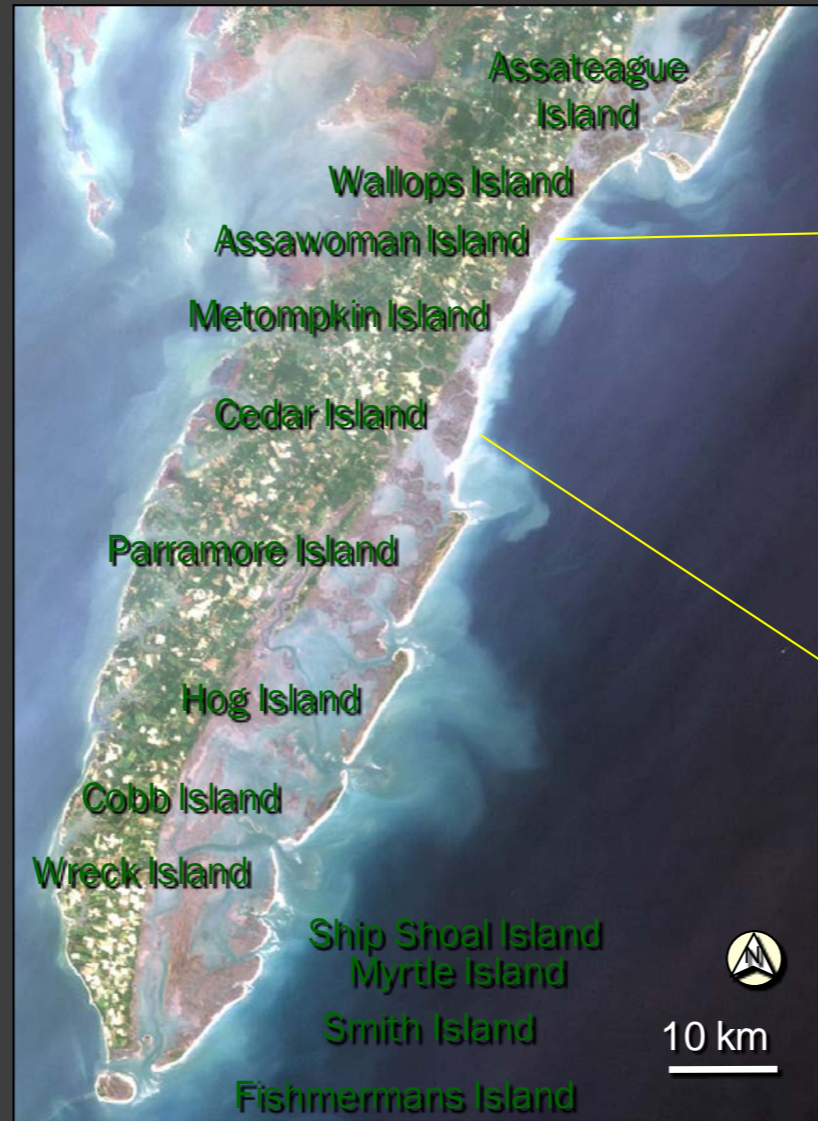 Assateague
Island
Wallops Island
Assawoman Island
Metompkin Island
Cedar Island
Parramore Island
Hog Island
Cobb Island
Wreck Island
Ship Shoal Island
Myrtle Island
N
Smith Island
10 km
Fishmermans Island